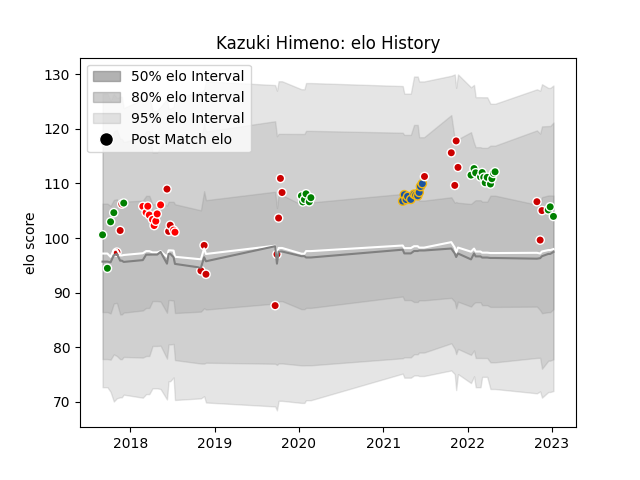 Kazuki Himeno: elo History
50% elo Interval
80% elo Interval
95% elo Interval
Post Match elo
elo score
130
120
110
100
90
80
70
2018
2019
2020
2021
2022
2023